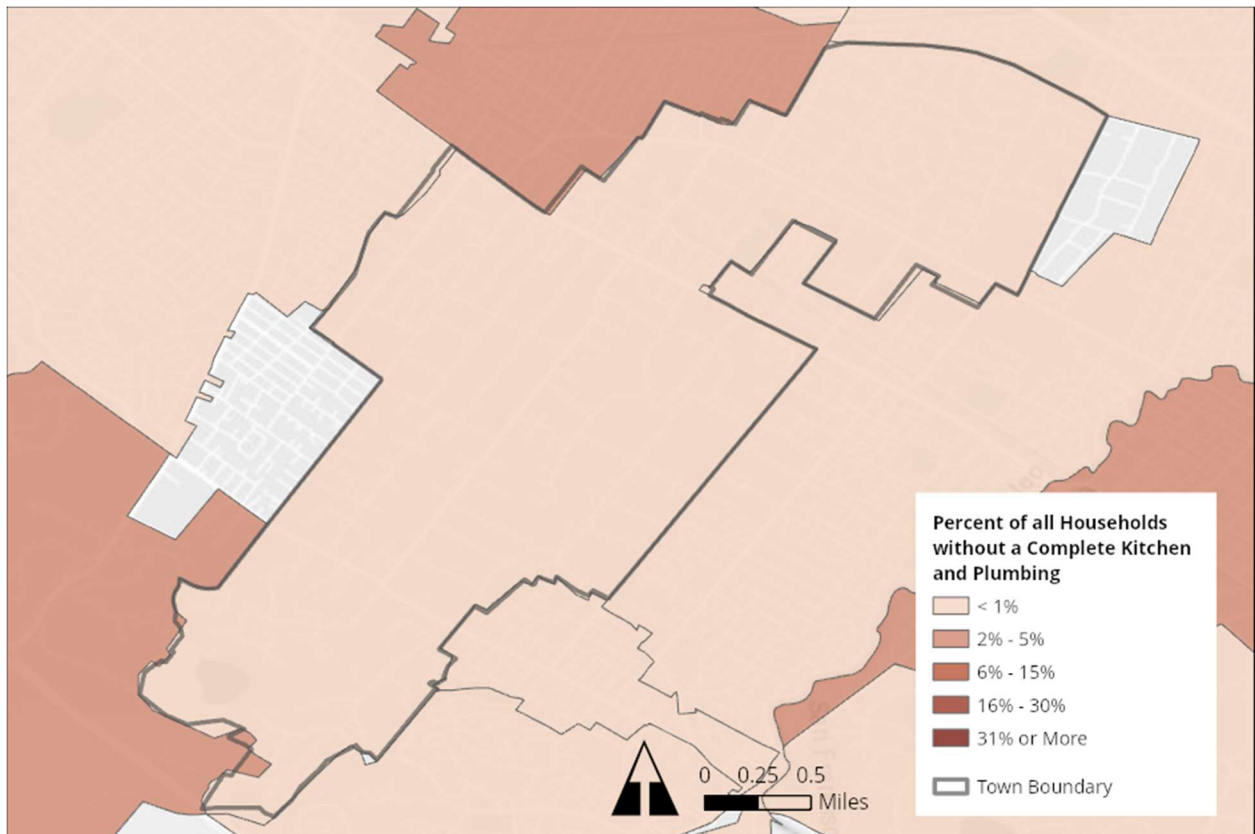 Percent of all Households
without a Complete Kitchen
and Plumbing
< 1%
2% - 5%
6% - 15%
16% - 30%
31% or More
Town Boundary
0 0.25 0.5
Miles